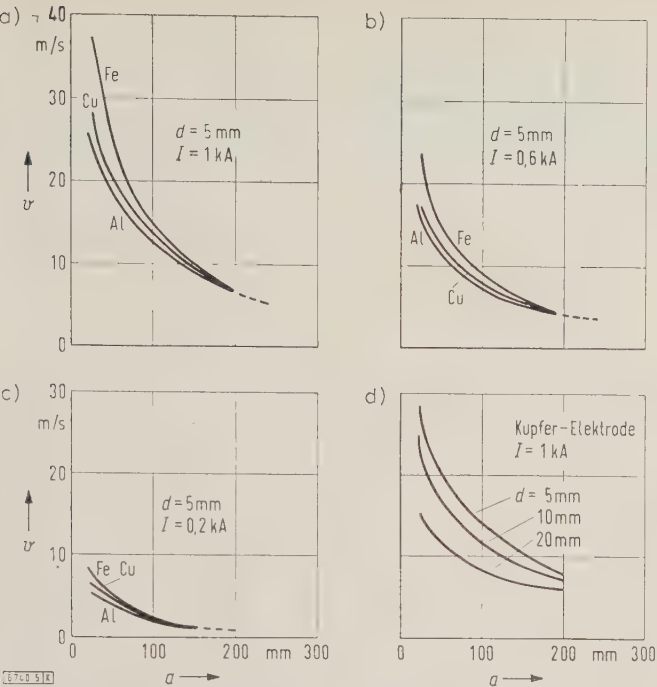 a)
40
m/s
30
20
10
0
v
Fe
Cu
Al
d = 5 mm
I = 1 kA
b)
d = 5 mm
I = 0,6 kA
Al
Fe
Cu
c)
30
m/s
20
10
0
v
d = 5 mm
I = 0,2 kA
Fe Cu
Al
0 100 200 mm 300
a
d)
Kupfer-Elektrode
I = 1 kA
d = 5 mm
10 mm
20 mm
0 100 200 mm 300
a